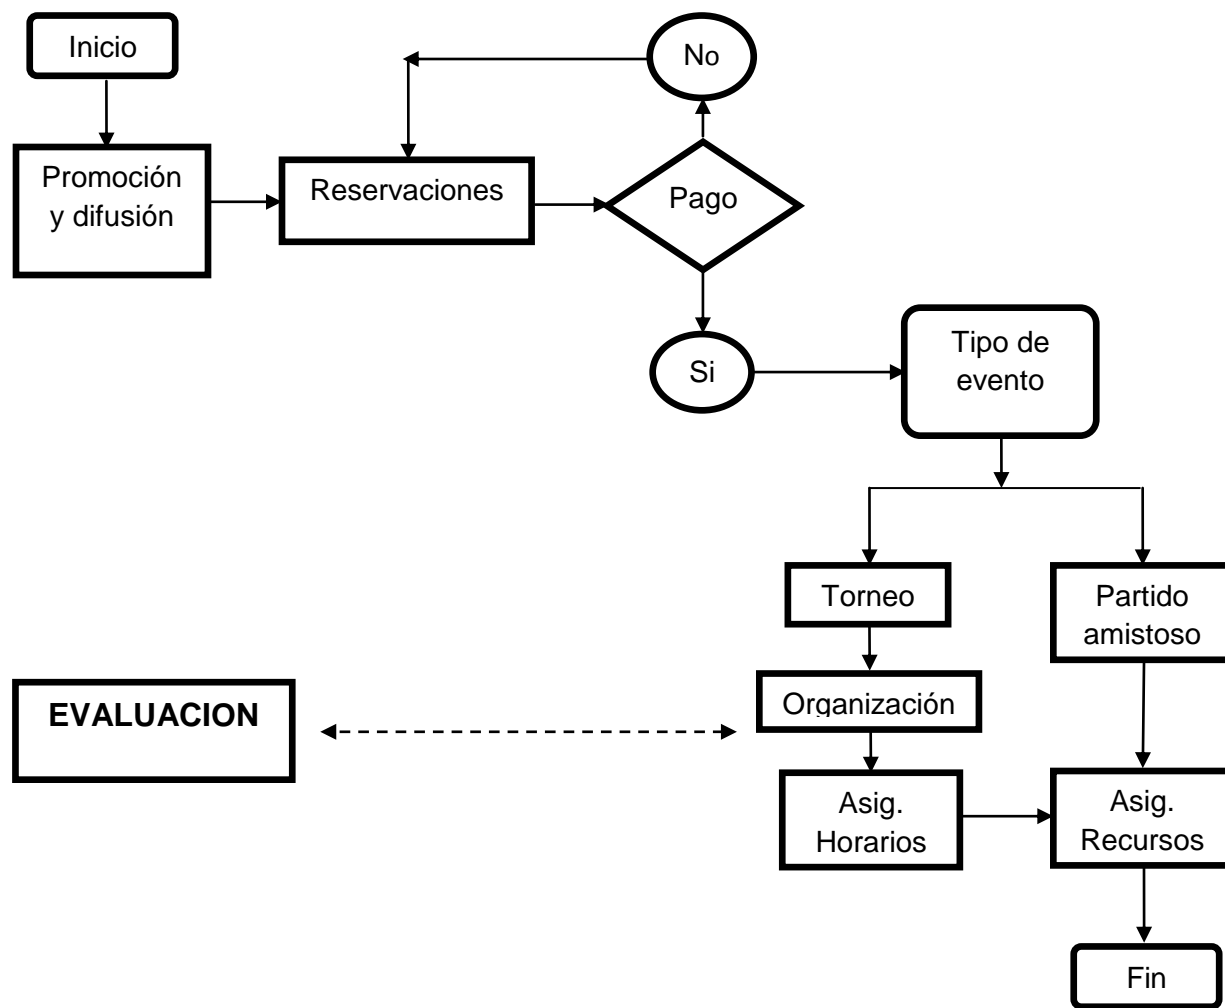 Inicio
No
Promoción
y difusión
Reservaciones
Pago
Si
Tipo de
evento
Torneo
Partido
amistoso
EVALUACION
Organización
Asig.
Horarios
Asig.
Recursos
Fin